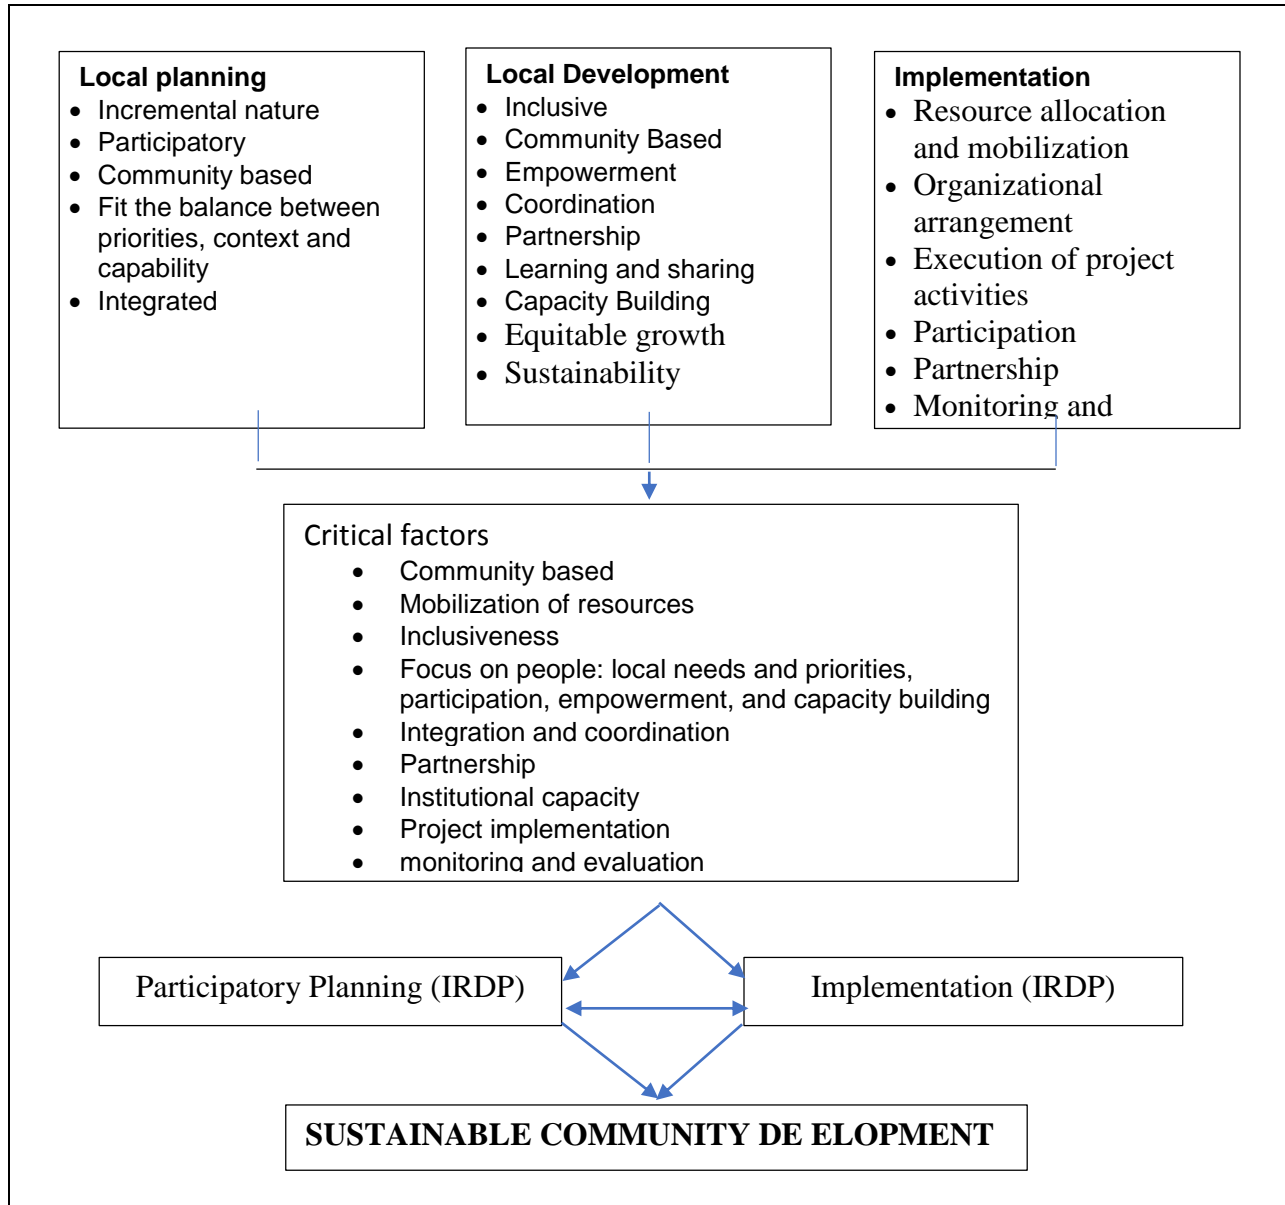 Local planning
• Incremental nature
• Participatory
• Community based
• Fit the balance between
priorities, context and
capability
• Integrated
Local Development
• Inclusive
• Community Based
• Empowerment
• Coordination
• Partnership
• Learning and sharing
• Capacity Building
• Equitable growth
• Sustainability
Implementation
• Resource allocation
and mobilization
• Organizational
arrangement
• Execution of project
activities
• Participation
• Partnership
• Monitoring and
Critical factors
• Community based
• Mobilization of resources
• Inclusiveness
• Focus on people: local needs and priorities,
participation, empowerment, and capacity building
• Integration and coordination
• Partnership
• Institutional capacity
• Project implementation
• monitoring and evaluation
Participatory Planning (IRDP)
Implementation (IRDP)
SUSTAINABLE COMMUNITY DE ELOPMENT